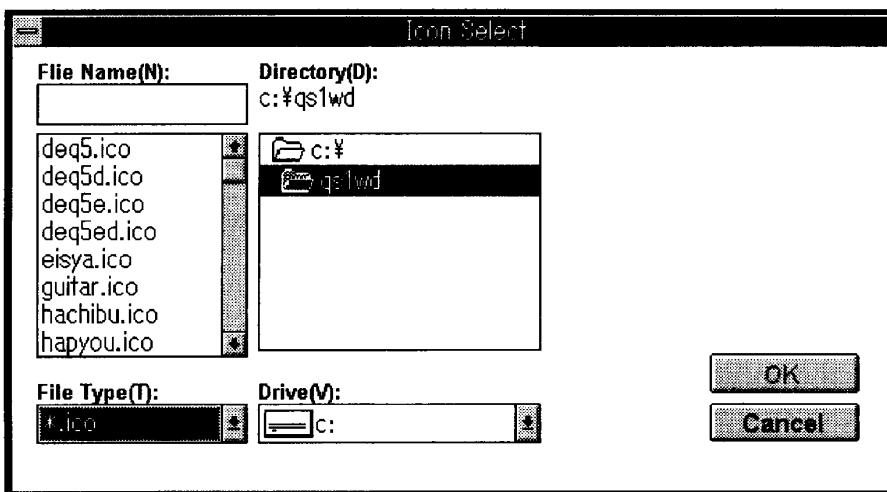 Icon Select
Flie Name(N):
Directory(D):
c:¥qs1wd
deq5.ico
deq5d.ico
deq5e.ico
deq5ed.ico
eisya.ico
guitar.ico
hachibu.ico
hapyou.ico
c:¥
qs1wd
File Type(T):
Drive(V):
*.ico
c:
OK
Cancel